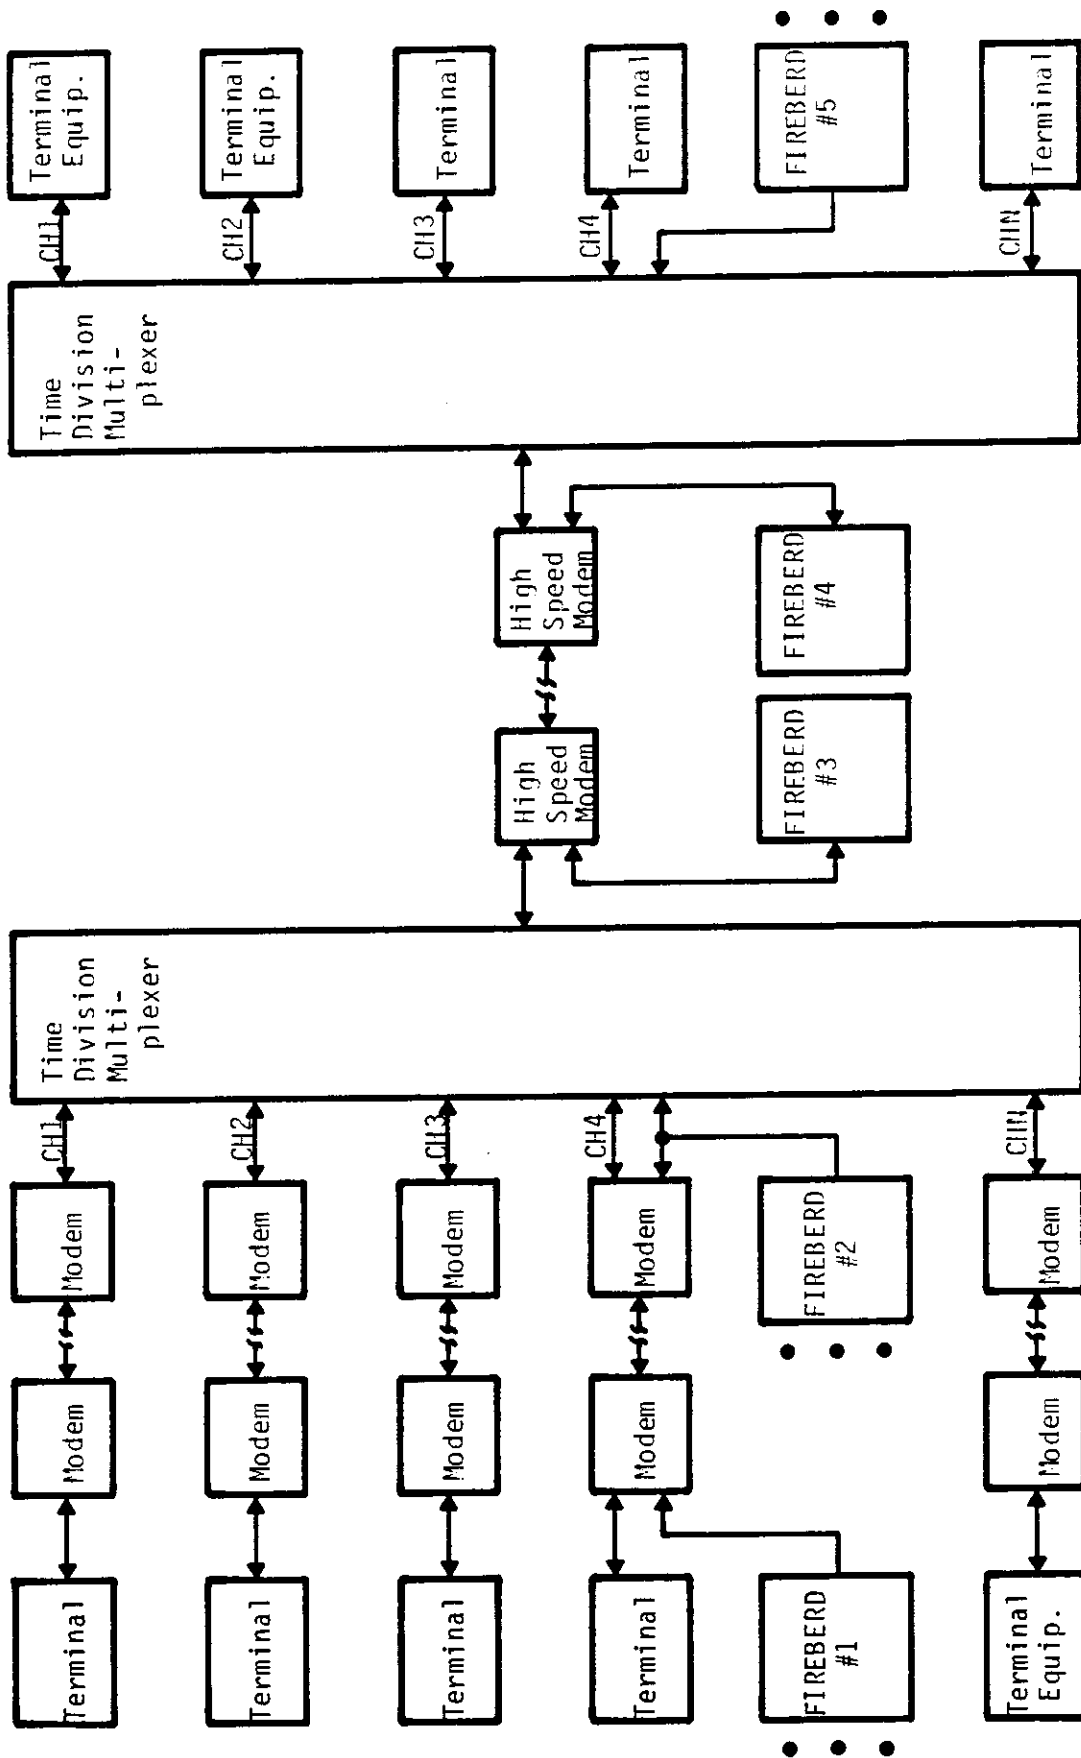 Terminal
Modem
Modem
CH1
Time
Division
Multi-
plexer
CH1
Terminal
Equip.
Terminal
Modem
Modem
CH2
CH2
Terminal
Equip.
Terminal
Modem
Modem
CH3
CH3
Terminal
Terminal
Modem
Modem
CH4
CH4
Terminal
High
Speed
Modem
High
Speed
Modem
Time
Division
Multi-
plexer
FIREBERD
#1
FIREBERD
#2
FIREBERD
#3
FIREBERD
#4
FIREBERD
#5
Terminal
Equip.
Modem
Modem
CHN
CHN
Terminal